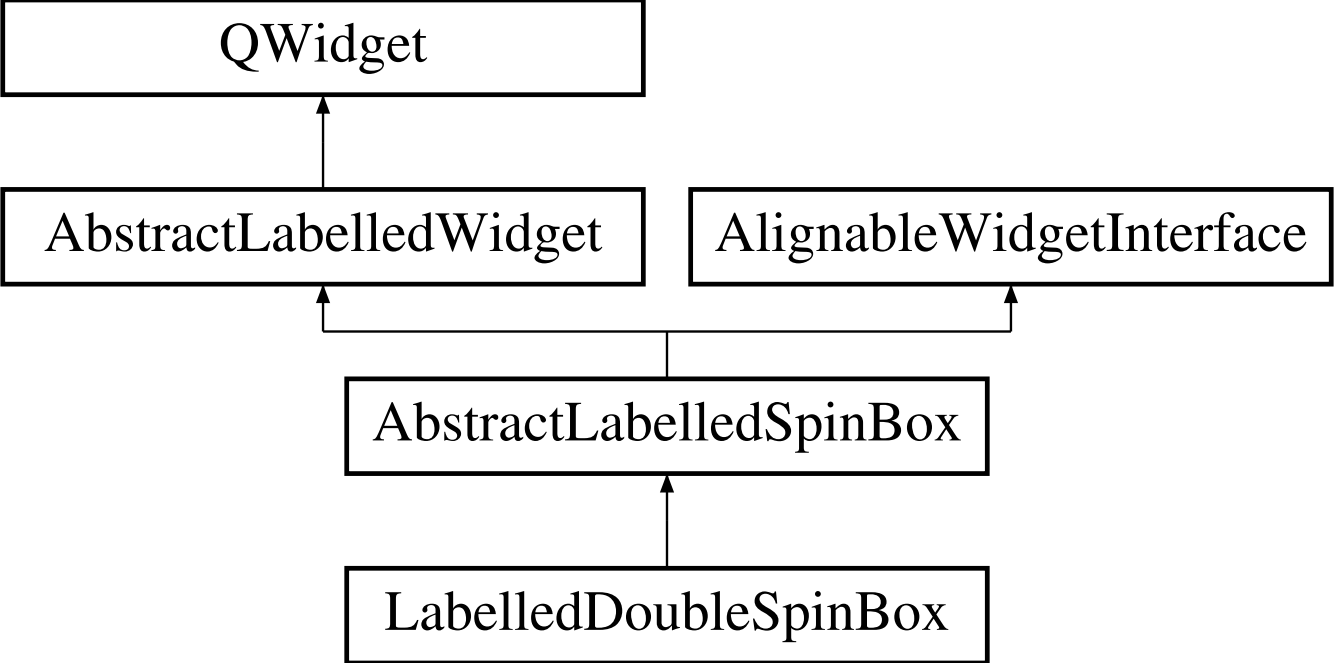 QWidget
AbstractLabelledWidget
AlignableWidgetInterface
AbstractLabelledSpinBox
LabelledDoubleSpinBox